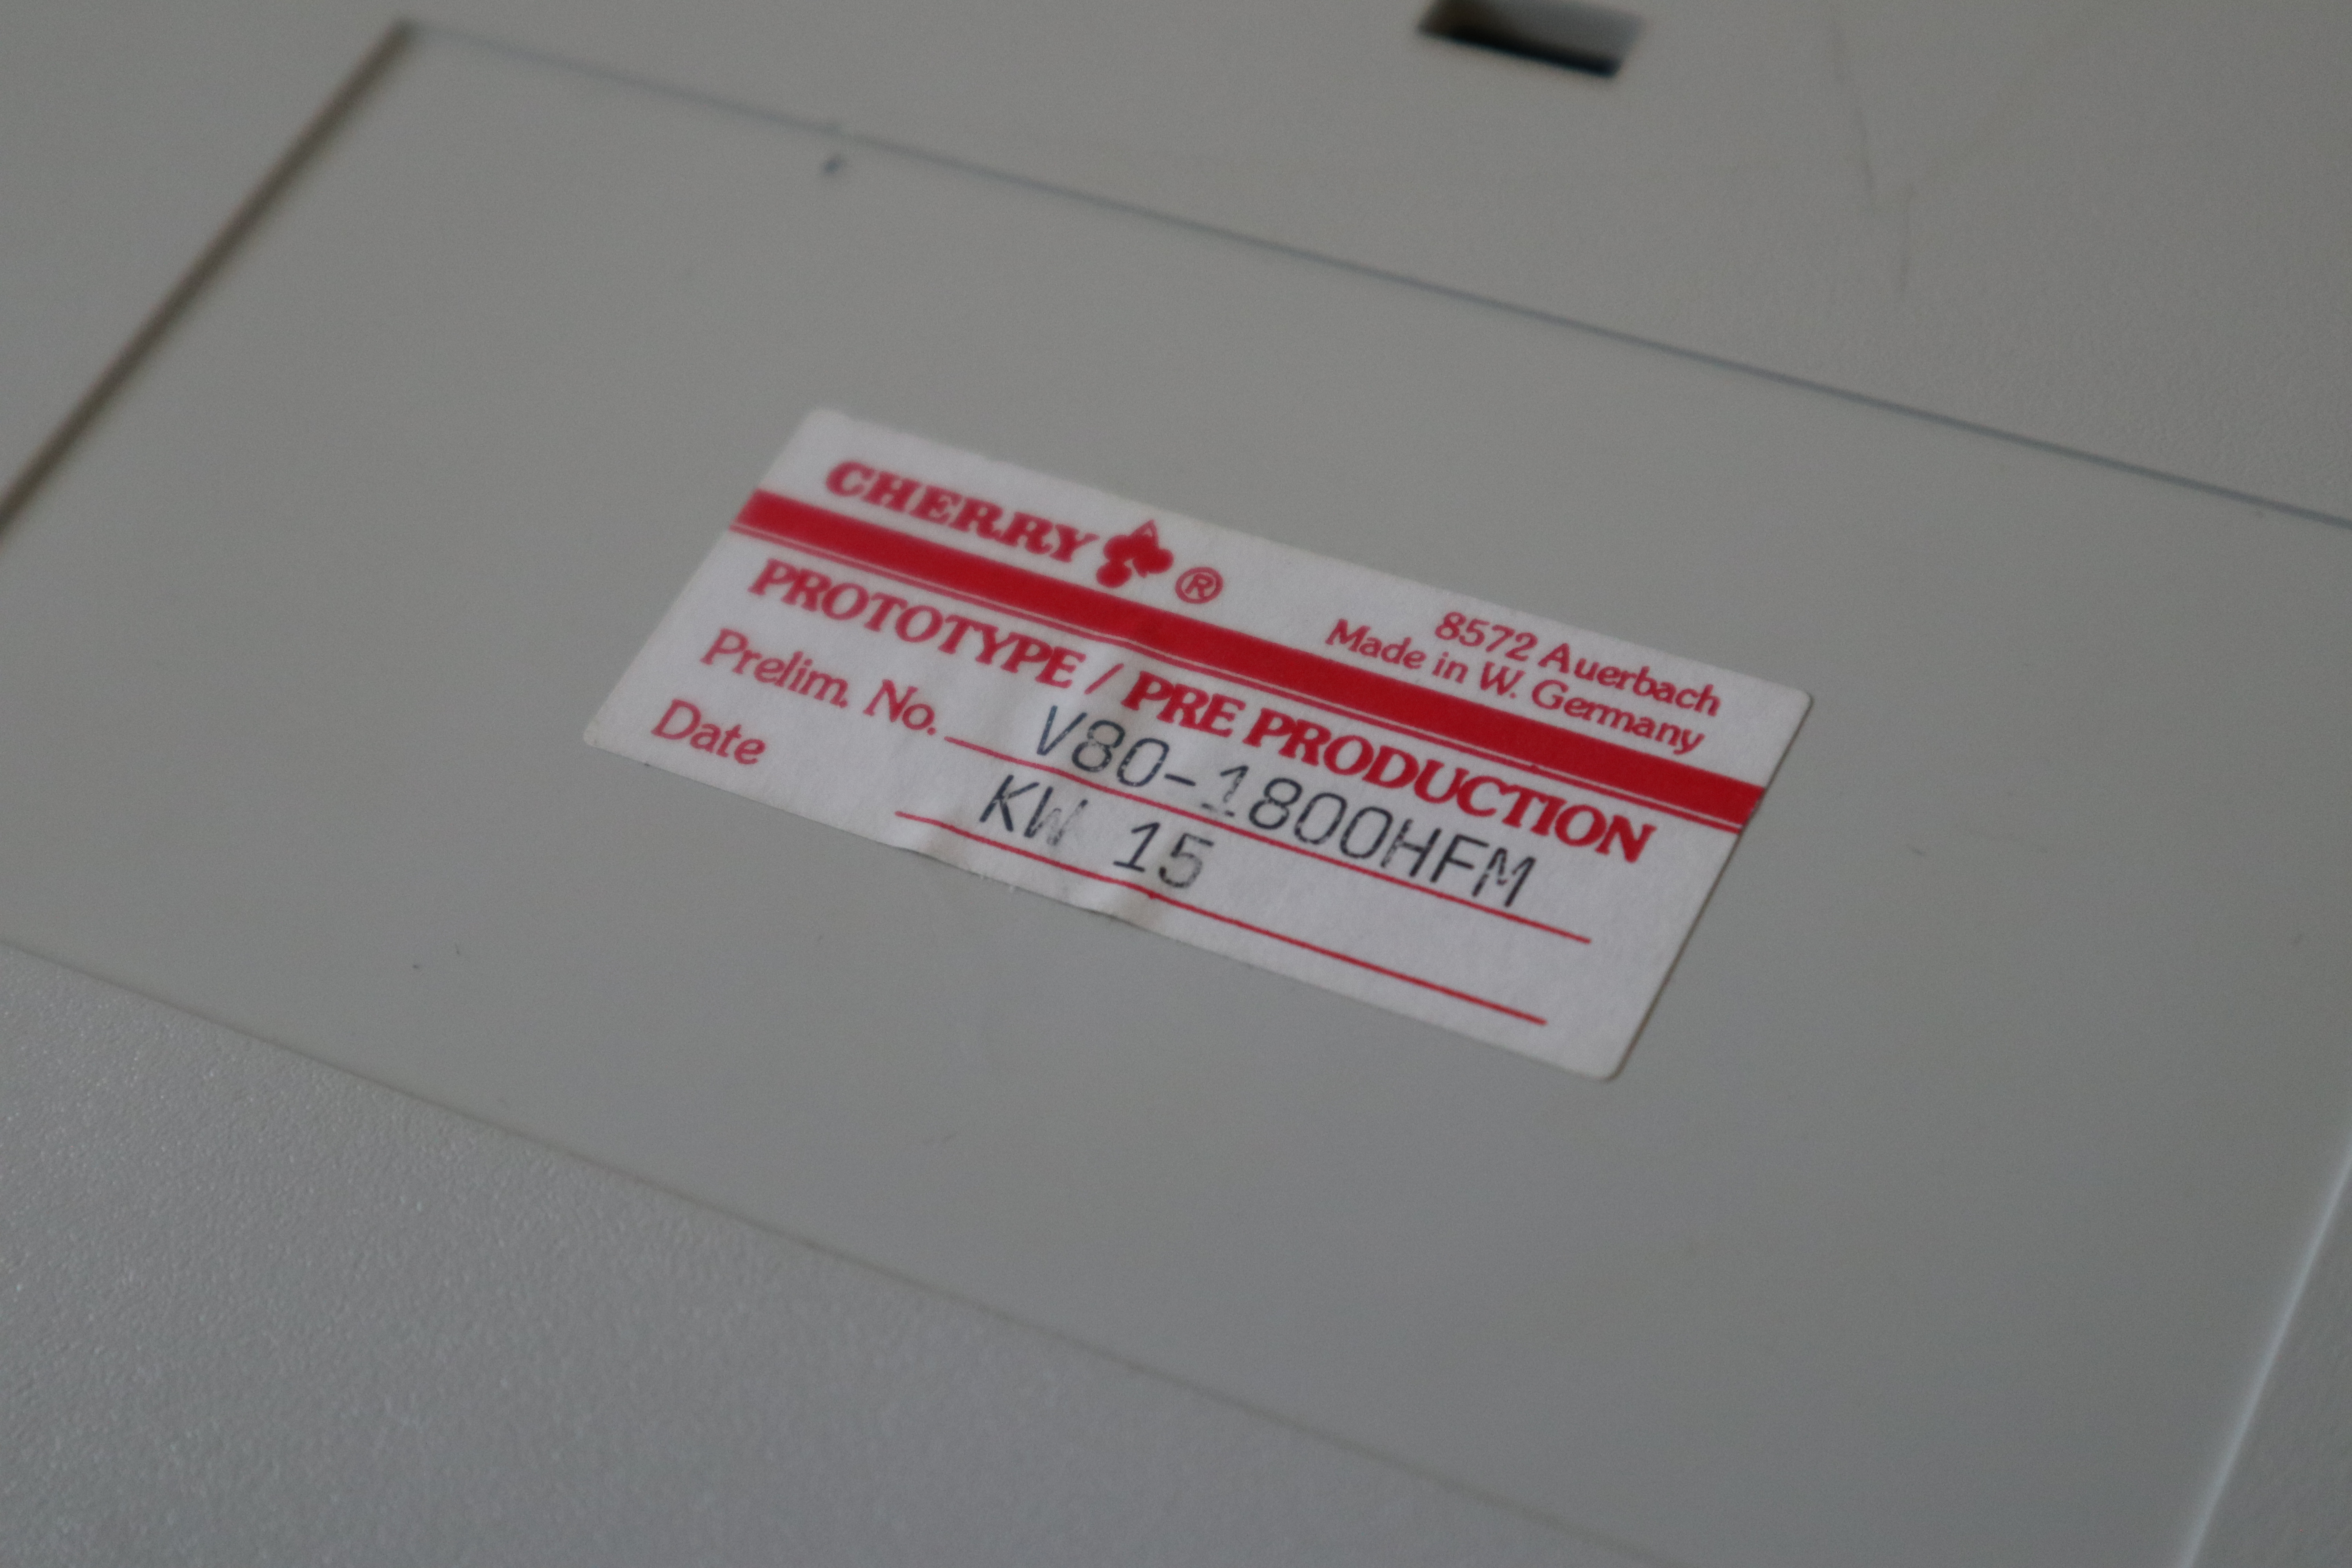 CHERRY ®
8572 Auerbach
Made in W. Germany
PROTOTYPE / PRE PRODUCTION
Prelim. No. V80-1800HFM
Date KW 15